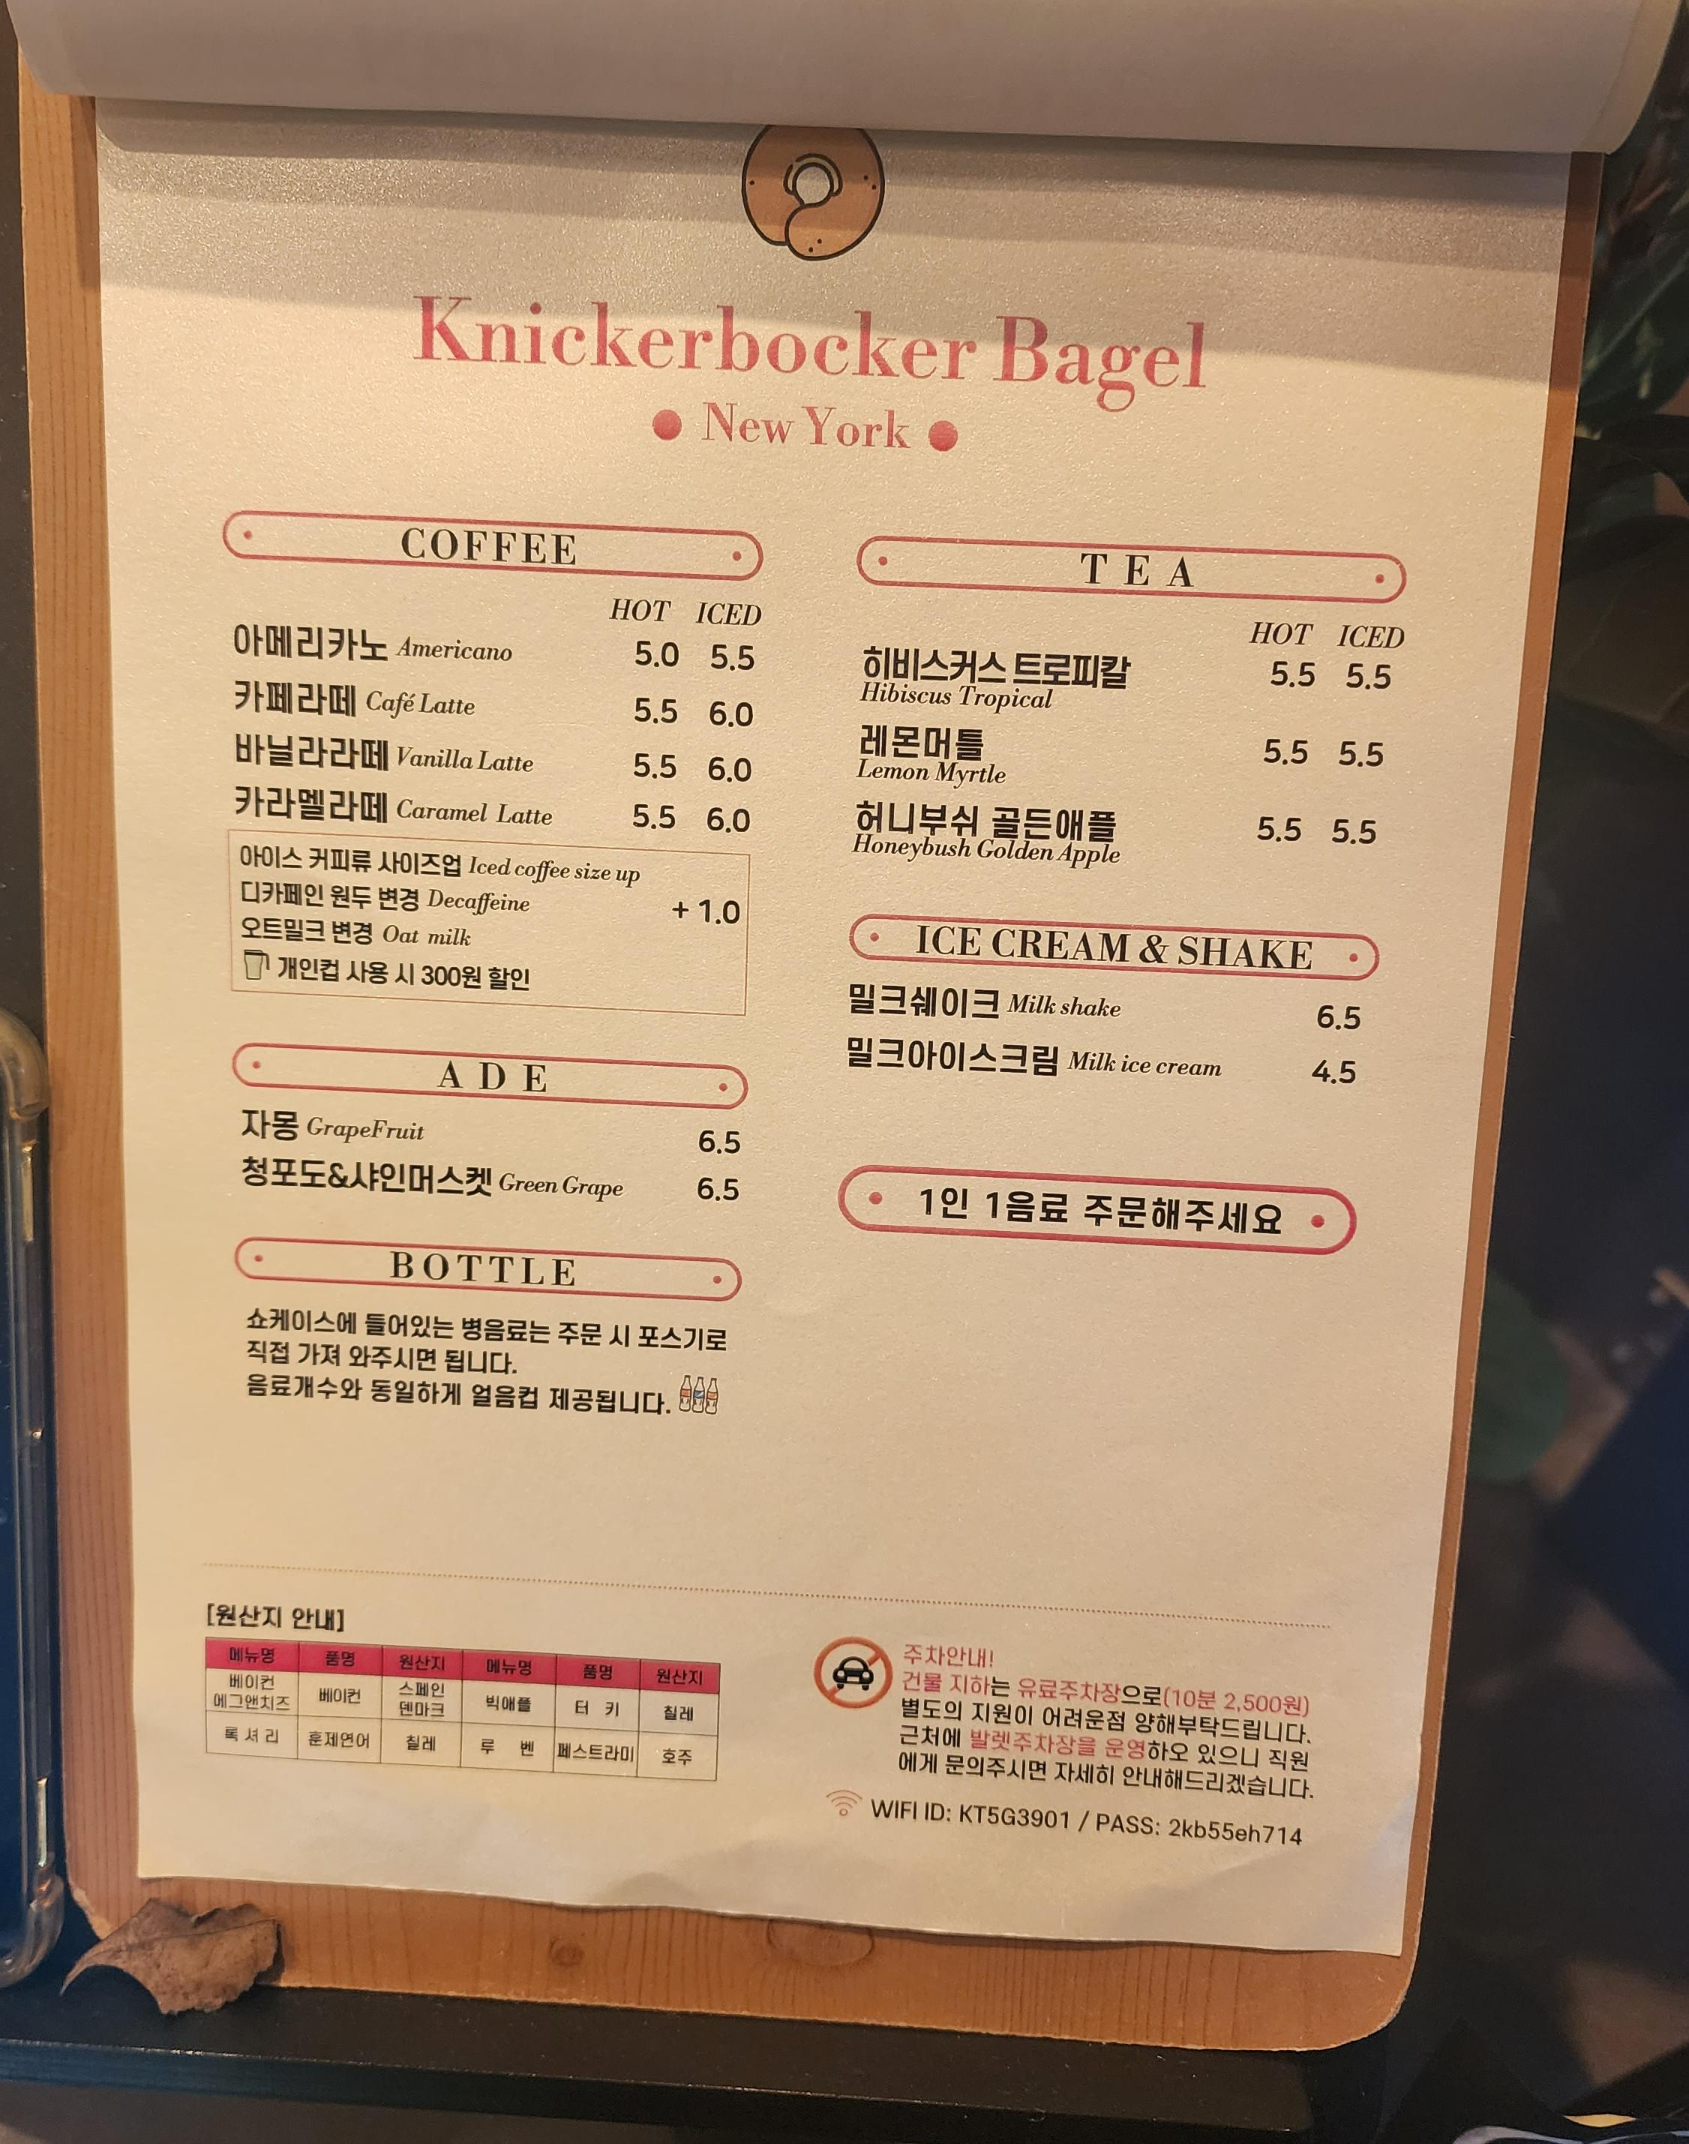 Knickerbocker Bagel
New York
COFFEE
HOT ICED
아메리카노 Americano 5.0 5.5
카페라떼 Café Latte 5.5 6.0
바닐라라떼 Vanilla Latte 5.5 6.0
카라멜라떼 Caramel Latte 5.5 6.0
아이스 커피류 사이즈업 Iced coffee size up
디카페인 원두 변경 Decaffeine + 1.0
오트밀크 변경 Oat milk
개인컵 사용 시 300원 할인
ADE
자몽 GrapeFruit 6.5
청포도&샤인머스켓 Green Grape 6.5
BOTTLE
쇼케이스에 들어있는 병음료는 주문 시 포스기로
직접 가져 와주시면 됩니다.
음료개수와 동일하게 얼음컵 제공됩니다.
TEA
HOT ICED
히비스커스 트로피칼 5.5 5.5
Hibiscus Tropical
레몬머틀 5.5 5.5
Lemon Myrtle
허니부쉬 골든애플 5.5 5.5
Honeybush Golden Apple
ICE CREAM & SHAKE
밀크쉐이크 Milk shake 6.5
밀크아이스크림 Milk ice cream 4.5
1인 1음료 주문해주세요
[원산지 안내]
메뉴명 품명 원산지 메뉴명 품명 원산지
베이컨 에그앤치즈 베이컨 스페인 덴마크 빅애플 터 키 칠레
록 셔 리 훈제연어 칠레 루 벤 페스트라미 호주
주차안내!
건물 지하는 유료주차장으로(10분 2,500원)
별도의 지원이 어려운점 양해부탁드립니다.
근처에 발렛주차장을 운영하오 있으니 직원
에게 문의주시면 자세히 안내해드리겠습니다.
WIFI ID: KT5G3901 / PASS: 2kb55eh714